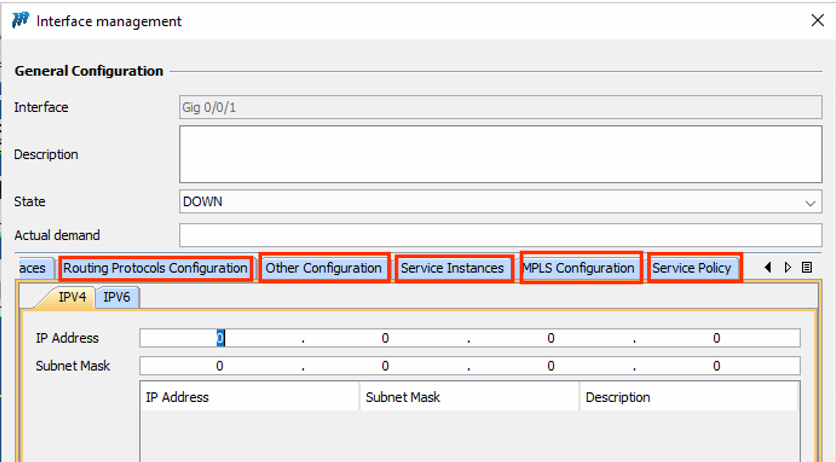 Interface management
General Configuration
Interface Gig 0/0/1
Description
State DOWN
Actual demand
aces Routing Protocols Configuration Other Configuration Service Instances MPLS Configuration Service Policy
IPV4 IPV6
IP Address 0 . 0 . 0 . 0
Subnet Mask 0 . 0 . 0 . 0
IP Address Subnet Mask Description